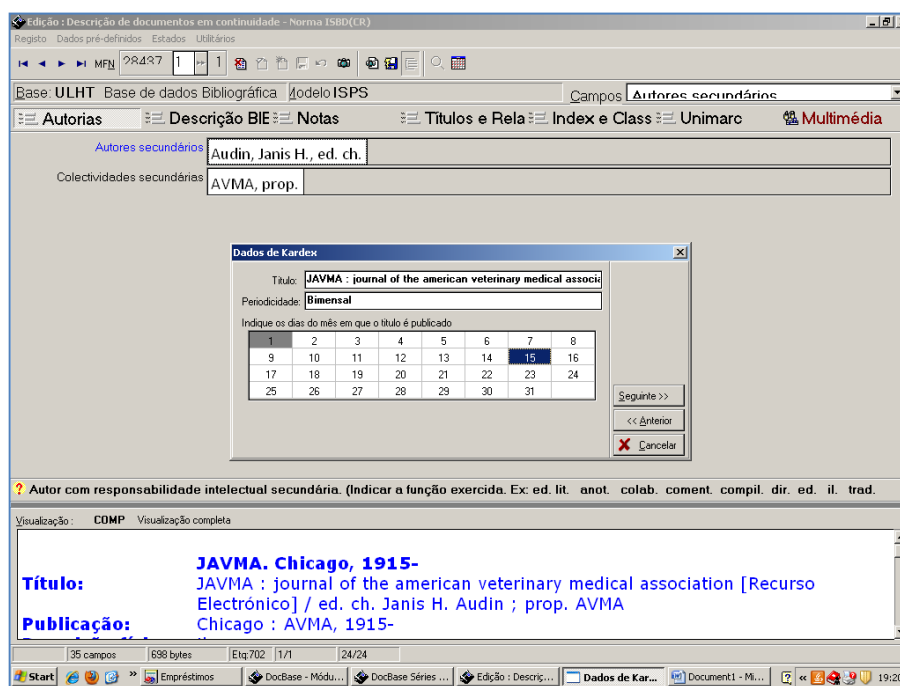 Edição : Descrição de documentos em continuidade - Norma ISBD(CR)
Registo Dados pré-definidos Estados Utilitários
MFN 28437 1 1
Base: ULHT Base de dados Bibliográfica Modelo ISPS Campos Autores secundários
Autorias Descrição BIE Notas Títulos e Rela Index e Class Unimarc Multimédia
Autores secundários Audin, Janis H., ed. ch.
Colectividades secundárias AVMA, prop.
Dados de Kardex
Título: JAVMA : journal of the american veterinary medical associa
Periodicidade: Bimensal
Indique os dias do mês em que o título é publicado
1 2 3 4 5 6 7 8
9 10 11 12 13 14 15 16
17 18 19 20 21 22 23 24
25 26 27 28 29 30 31
Seguinte >>
<< Anterior
Cancelar
? Autor com responsabilidade intelectual secundária. (Indicar a função exercida. Ex: ed. lit. anot. colab. coment. compil. dir. ed. il. trad.
Visualização : COMP Visualização completa
JAVMA. Chicago, 1915-
Título: JAVMA : journal of the american veterinary medical association [Recurso
Electrónico] / ed. ch. Janis H. Audin ; prop. AVMA
Publicação: Chicago : AVMA, 1915-
35 campos 698 bytes Etq:702 1/1 24/24
Start » Empréstimos DocBase - Módu... DocBase Séries ... Edição : Descriç... Dados de Kar... Document1 - Mi... « 19:20